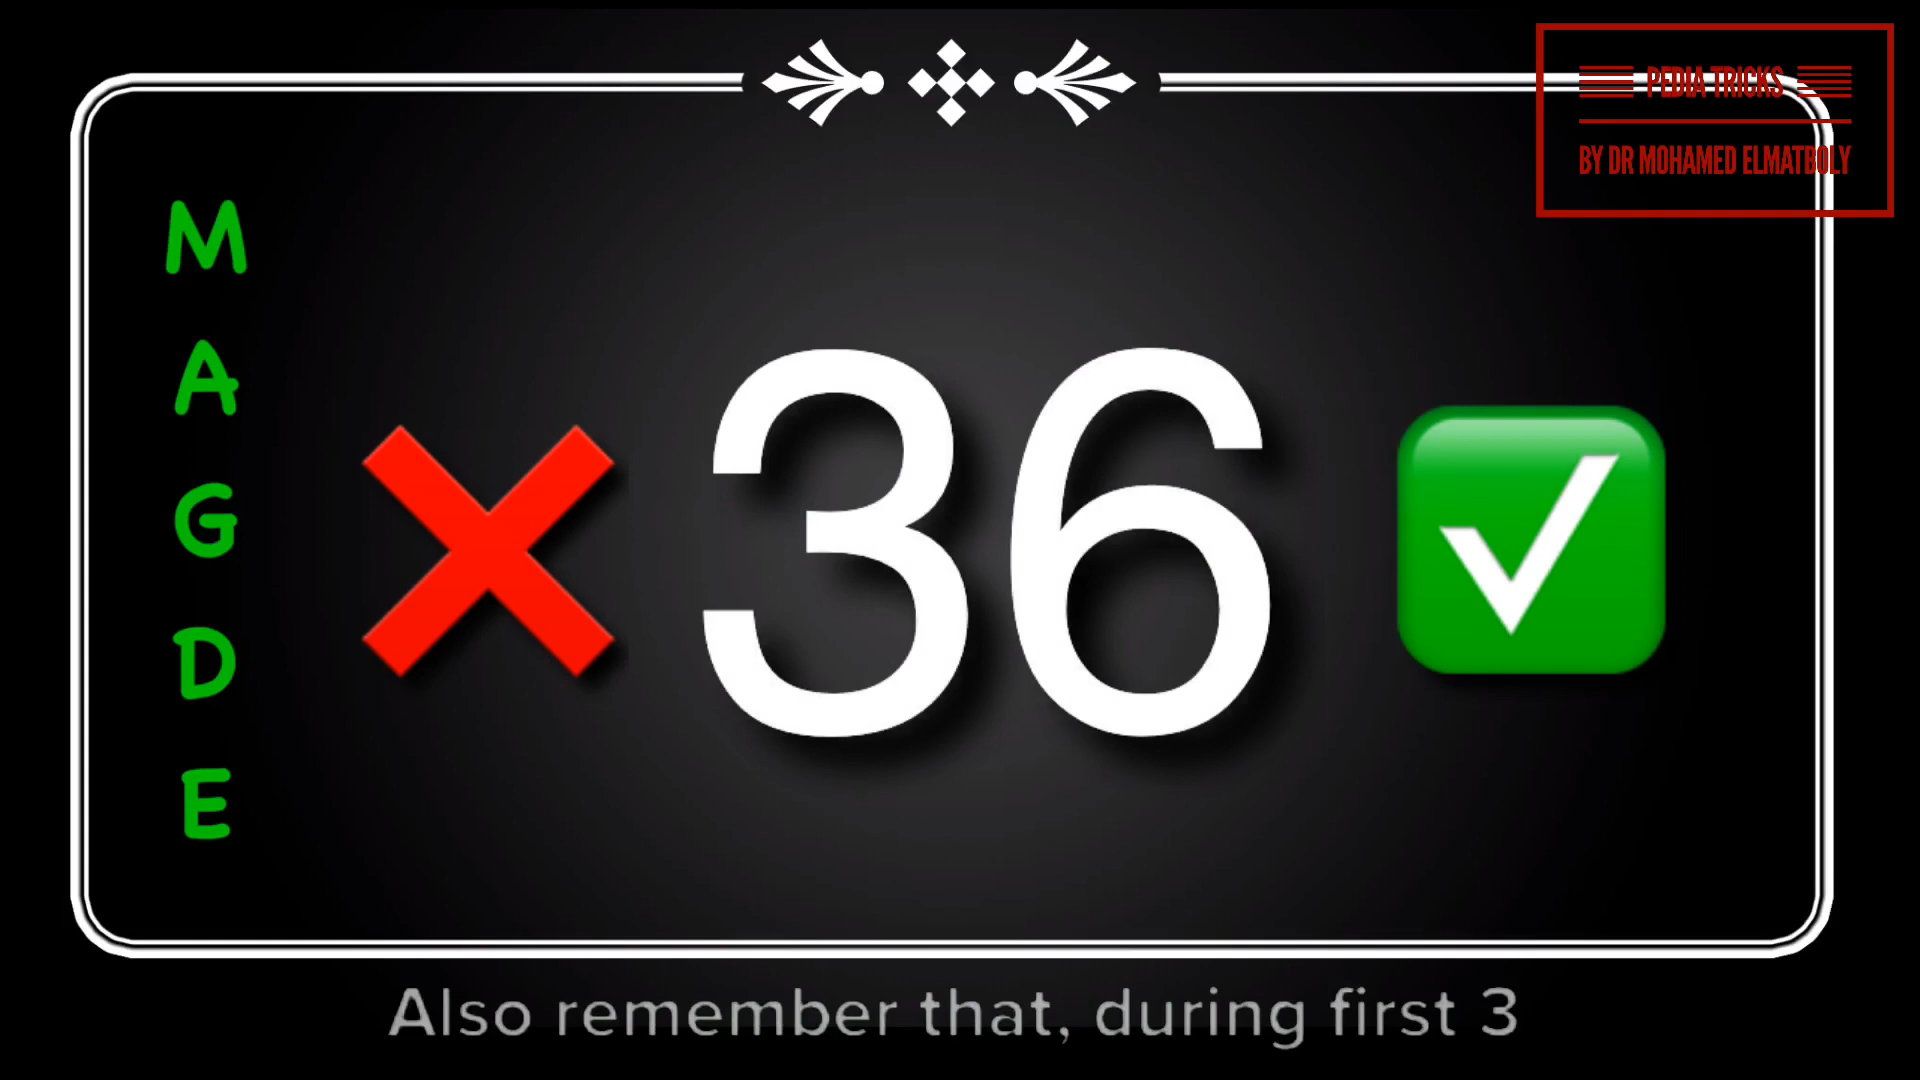 PEDIA TRICKS
BY DR MOHAMED ELMATBOLY
M
A
G
D
E
36
Also remember that, during first 3